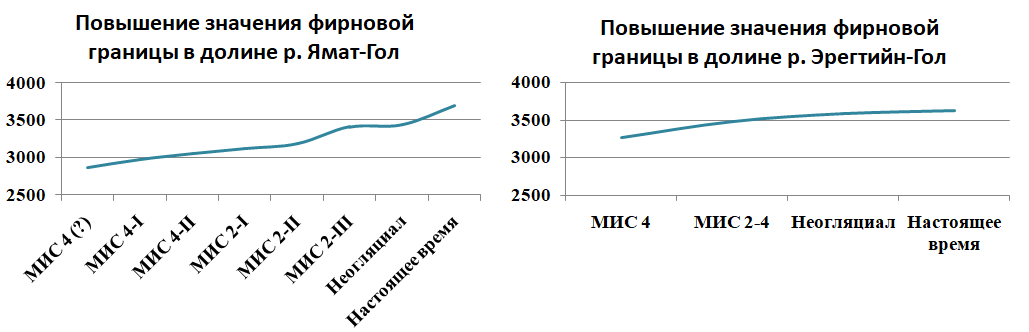 Повышение значения фирновой
границы в долине р. Ямат-Гол
4000
3500
3000
2500
МИС 4 (?)
МИС 4-I
МИС 4-II
МИС 2-I
МИС 2-II
МИС 2-III
Неогляциал
Настоящее время
Повышение значения фирновой
границы в долине р. Эрегтийн-Гол
4000
3500
3000
2500
МИС 4
МИС 2-4
Неогляциал
Настоящее
время